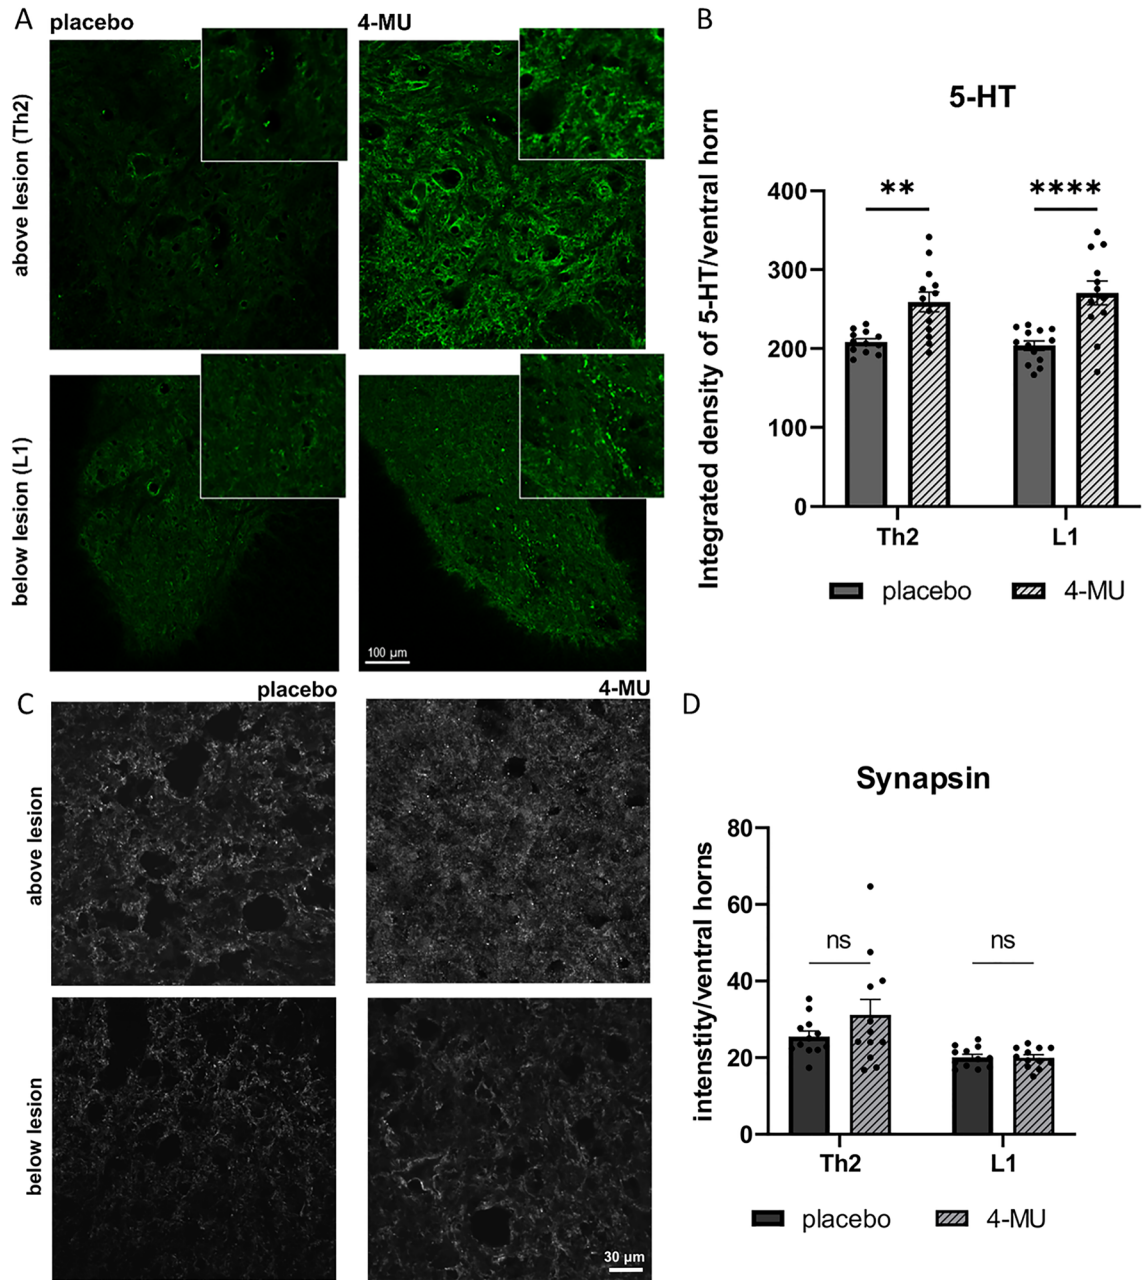 A
placebo
4-MU
above lesion (Th2)
below lesion (L1)
100 µm
B
5-HT
Integrated density of 5-HT/ventral horn
400
300
200
100
0
**
****
Th2
L1
placebo
4-MU
C
placebo
4-MU
above lesion
below lesion
30 µm
D
Synapsin
intenstity/ventral horns
80
60
40
20
0
ns
ns
Th2
L1
placebo
4-MU